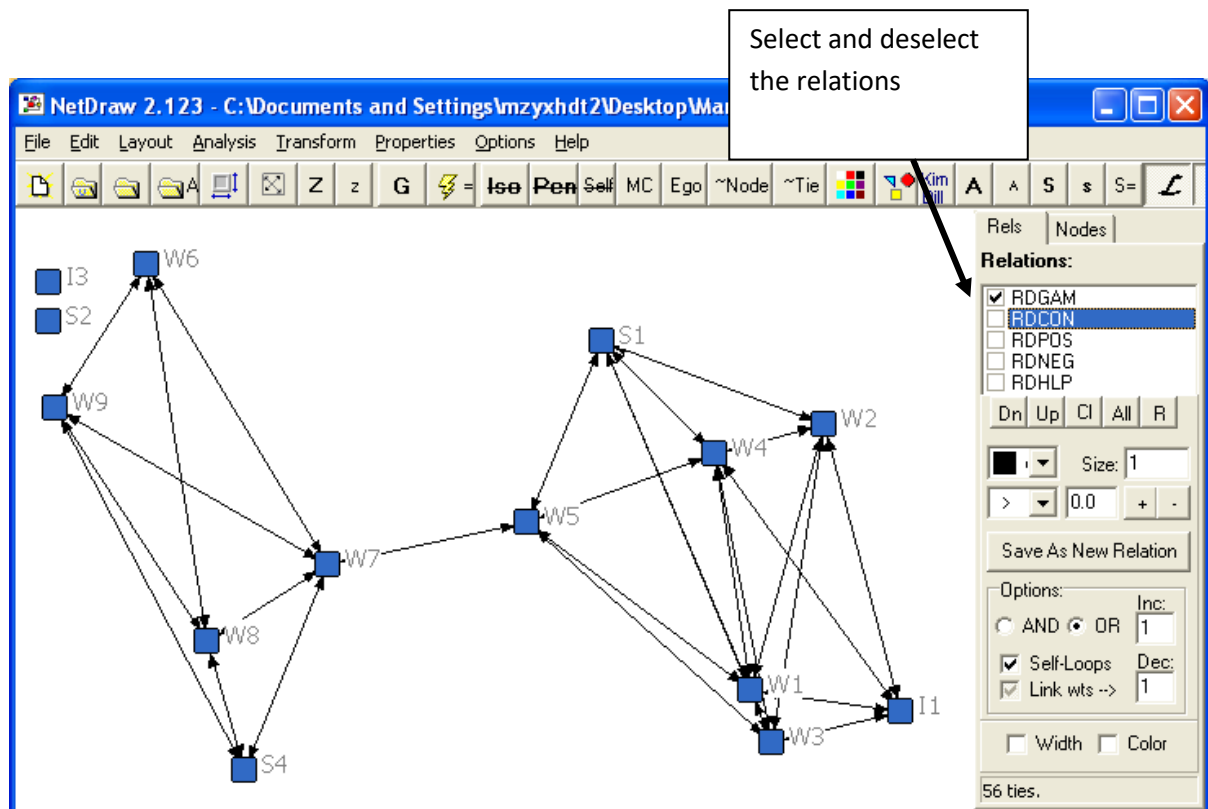 Select and deselect
the relations
NetDraw 2.123 - C:\Documents and Settings\mzyxhdt2\Desktop\Ma
File Edit Layout Analysis Transform Properties Options Help
A Z z G = Iso Pen Self MC Ego ~Node ~Tie Kim Bill A A S s S= L
Rels Nodes
Relations:
RDGAM
RDCON
RDPOS
RDNEG
RDHLP
Dn Up Cl All R
Size: 1
> 0.0 + -
Save As New Relation
Options:
Inc:
AND OR 1
Self-Loops Dec:
Link wts --> 1
Width Color
56 ties.
I3
W6
S2
S1
W9
W2
W4
W5
W7
W8
W1
I1
W3
S4